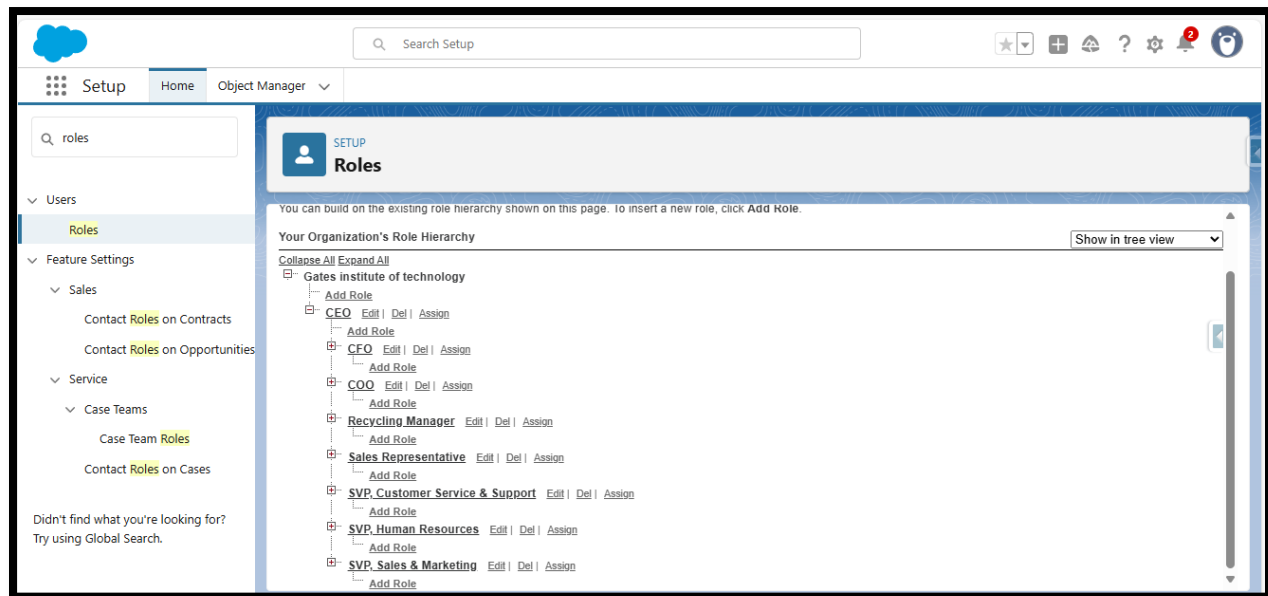 Search Setup
2
Setup
Home
Object Manager
roles
Users
Roles
Feature Settings
Sales
Contact Roles on Contracts
Contact Roles on Opportunities
Service
Case Teams
Case Team Roles
Contact Roles on Cases
Didn't find what you're looking for?
Try using Global Search.
SETUP
Roles
You can build on the existing role hierarchy shown on this page. To insert a new role, click Add Role.
Your Organization's Role Hierarchy
Show in tree view
Collapse All Expand All
Gates institute of technology
Add Role
CEO Edit | Del | Assign
Add Role
CFO Edit | Del | Assign
Add Role
COO Edit | Del | Assign
Add Role
Recycling Manager Edit | Del | Assign
Add Role
Sales Representative Edit | Del | Assign
Add Role
SVP, Customer Service & Support Edit | Del | Assign
Add Role
SVP, Human Resources Edit | Del | Assign
Add Role
SVP, Sales & Marketing Edit | Del | Assign
Add Role